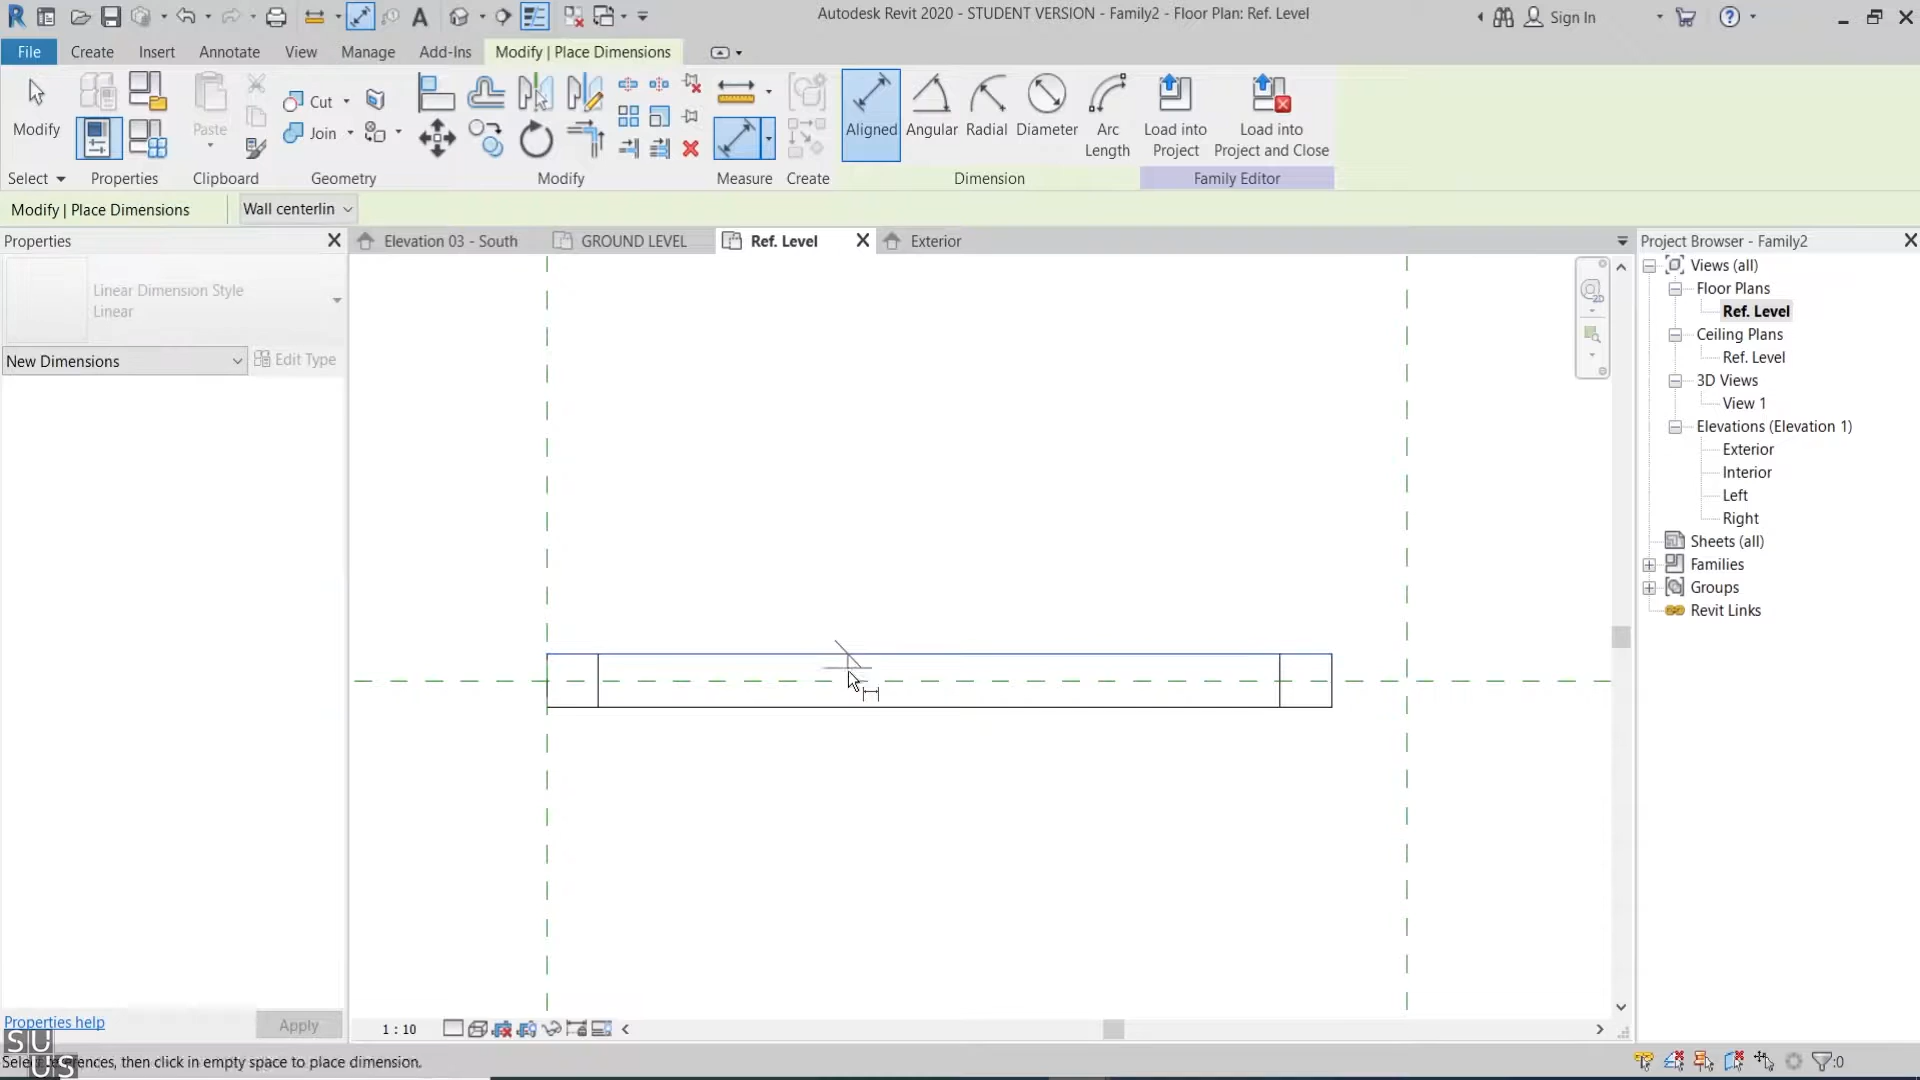 Autodesk Revit 2020 - STUDENT VERSION - Family2 - Floor Plan: Ref. Level
Sign In
File
Create
Insert
Annotate
View
Manage
Add-Ins
Modify | Place Dimensions
Modify
Paste
Cut
Join
Aligned
Angular
Radial
Diameter
Arc
Length
Load into
Project
Load into
Project and Close
Select
Properties
Clipboard
Geometry
Modify
Measure
Create
Dimension
Family Editor
Modify | Place Dimensions
Wall centerlin
Properties
Elevation 03 - South
GROUND LEVEL
Ref. Level
Exterior
Project Browser - Family2
Linear Dimension Style
Linear
New Dimensions
Edit Type
Views (all)
Floor Plans
Ref. Level
Ceiling Plans
Ref. Level
3D Views
View 1
Elevations (Elevation 1)
Exterior
Interior
Left
Right
Sheets (all)
Families
Groups
Revit Links
2D
Properties help
Apply
1 : 10
SU
US
Select references, then click in empty space to place dimension.
:0